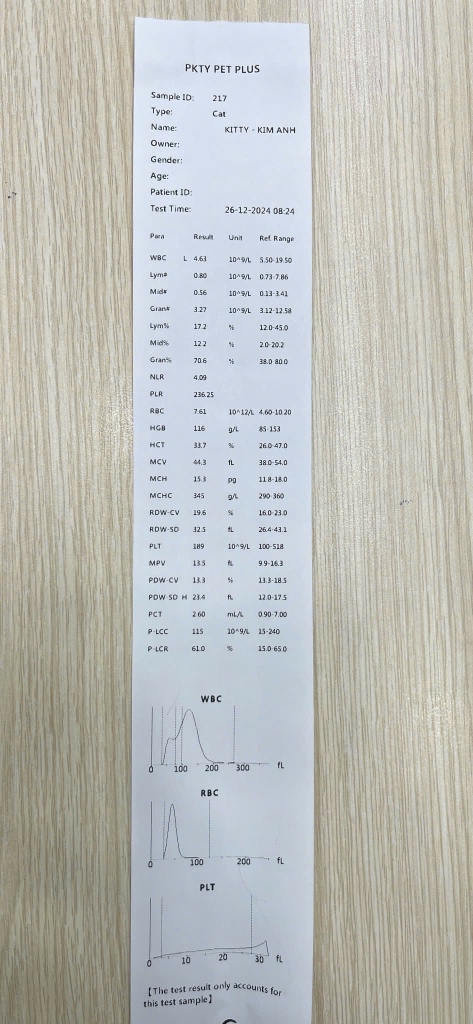 PKTY PET PLUS
Sample ID: 217
Type: Cat
Name: KITTY - KIM ANH
Owner:
Gender:
Age:
Patient ID:
Test Time: 26-12-2024 08:24
Para Result Unit Ref. Range
WBC L 4.63 10^9/L 5.50-19.50
Lym# 0.80 10^9/L 0.73-7.86
Mid# 0.56 10^9/L 0.13-3.41
Gran# 3.27 10^9/L 3.12-12.58
Lym% 17.2 % 12.0-45.0
Mid% 12.2 % 2.0-20.2
Gran% 70.6 % 38.0-80.0
NLR 4.09
PLR 236.25
RBC 7.61 10^12/L 4.60-10.20
HGB 116 g/L 85-153
HCT 33.7 % 26.0-47.0
MCV 44.3 fL 38.0-54.0
MCH 15.3 pg 11.8-18.0
MCHC 345 g/L 290-360
RDW-CV 19.6 % 16.0-23.0
RDW-SD 32.5 fL 26.4-43.1
PLT 189 10^9/L 100-518
MPV 13.5 fL 9.9-16.3
PDW-CV 13.3 % 13.3-18.5
PDW-SD H 23.4 fL 12.0-17.5
PCT 2.60 mL/L 0.90-7.00
P-LCC 115 10^9/L 15-240
P-LCR 61.0 % 15.0-65.0
WBC
0 100 200 300 fL
RBC
0 100 200 fL
PLT
0 10 20 30 fL
【The test result only accounts for
this test sample】